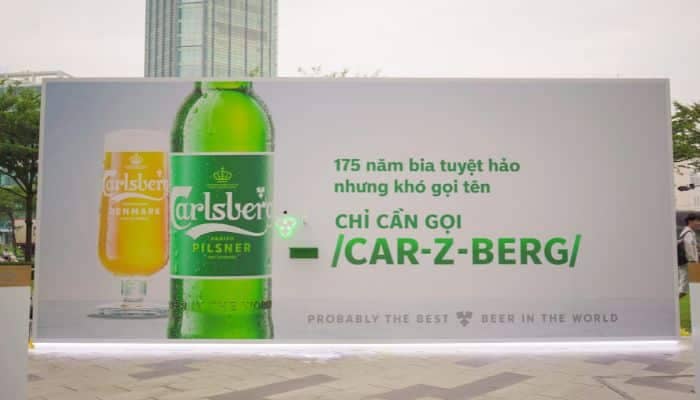 Carlsberg
DENMARK
Carlsberg
PILSNER
175 năm bia tuyệt hảo
nhưng khó gọi tên
CHỈ CẦN GỌI
/CAR-Z-BERG/
PROBABLY THE BEST BEER IN THE WORLD